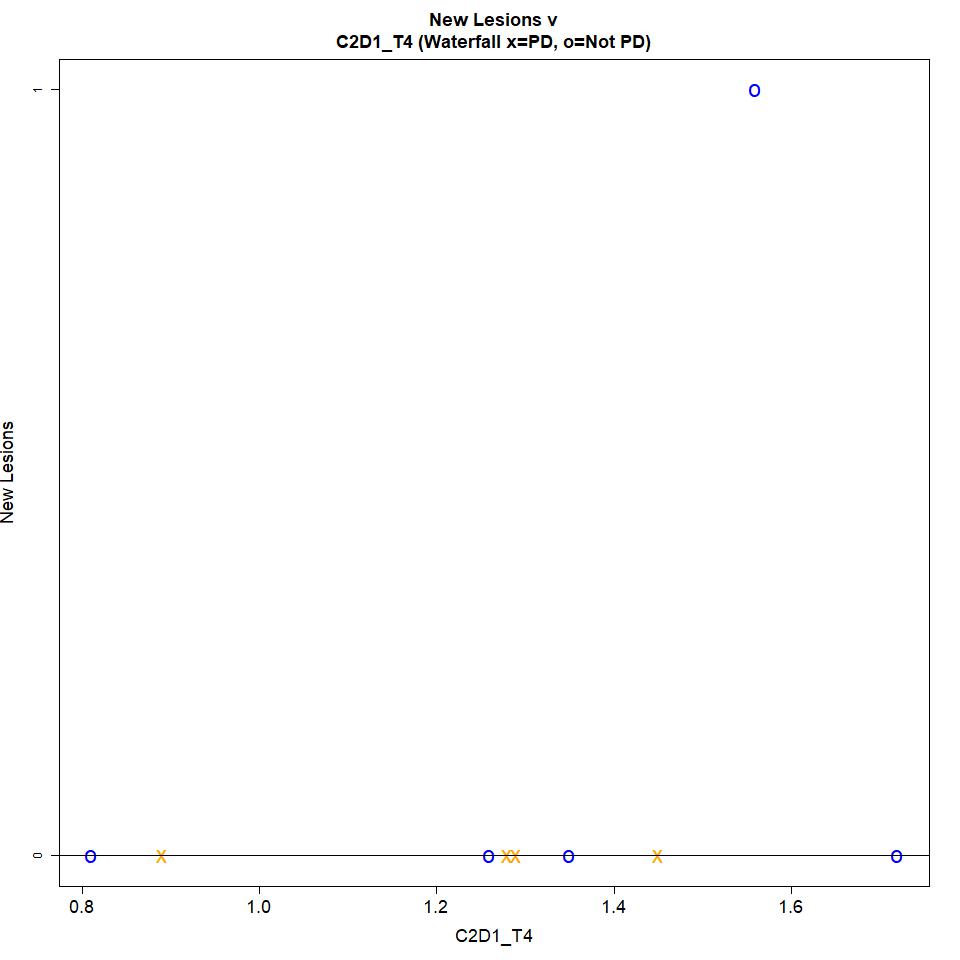 New Lesions v
C2D1_T4 (Waterfall x=PD, o=Not PD)
1
New Lesions
0
o x o x x o x o
o
0.8 1.0 1.2 1.4 1.6
C2D1_T4